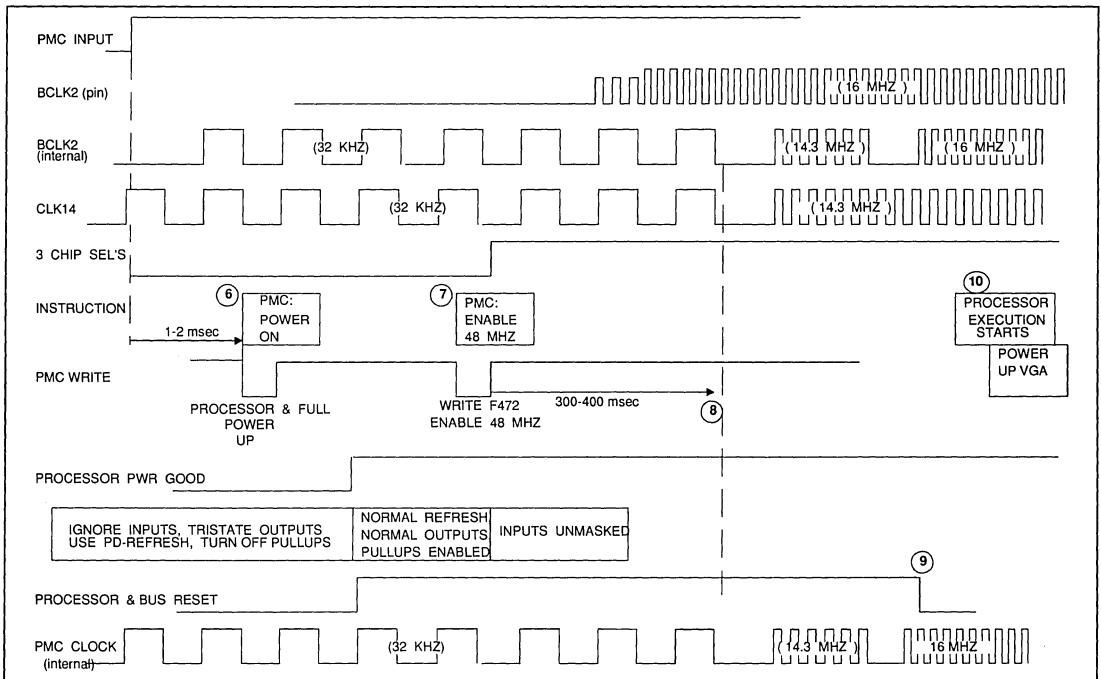 PMC INPUT
BCLK2 (pin)
( 16 MHZ )
BCLK2
(internal)
(32 KHZ)
( 14.3 MHZ )
( 16 MHZ )
CLK14
(32 KHZ)
( 14.3 MHZ )
3 CHIP SEL'S
INSTRUCTION
6
PMC:
POWER
ON
7
PMC:
ENABLE
48 MHZ
10
PROCESSOR
EXECUTION
STARTS
1-2 msec
POWER
UP VGA
PMC WRITE
PROCESSOR & FULL
POWER
UP
WRITE F472
ENABLE 48 MHZ
300-400 msec
8
PROCESSOR PWR GOOD
IGNORE INPUTS, TRISTATE OUTPUTS
USE PD-REFRESH, TURN OFF PULLUPS
NORMAL REFRESH,
NORMAL OUTPUTS,
PULLUPS ENABLED
INPUTS UNMASKED
9
PROCESSOR & BUS RESET
PMC CLOCK
(internal)
(32 KHZ)
( 14.3 MHZ )
16 MHZ